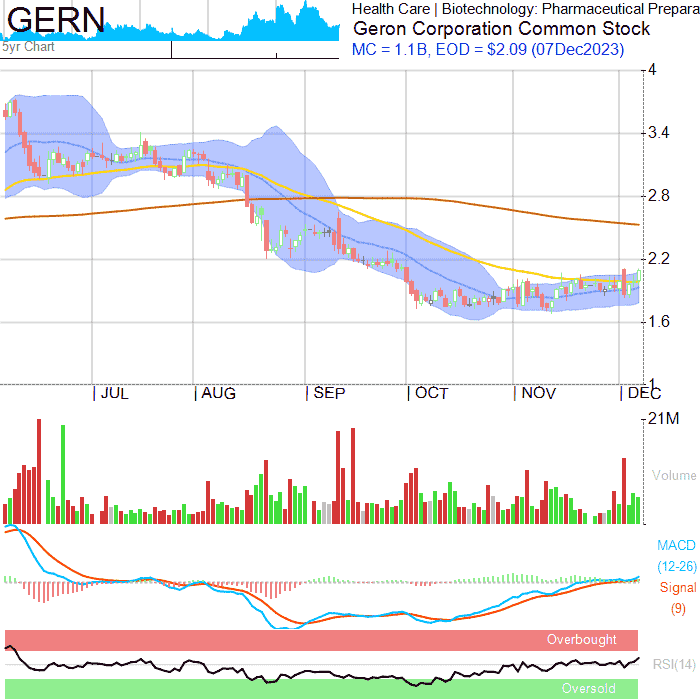 GERN
5yr Chart
Health Care | Biotechnology: Pharmaceutical Prepara
Geron Corporation Common Stock
MC = 1.1B, EOD = $2.09 (07Dec2023)
4
3.4
2.8
2.2
1.6
1
JUL AUG SEP OCT NOV DEC
21M
Volume
MACD
(12-26)
Signal
(9)
Overbought
RSI(14)
Oversold